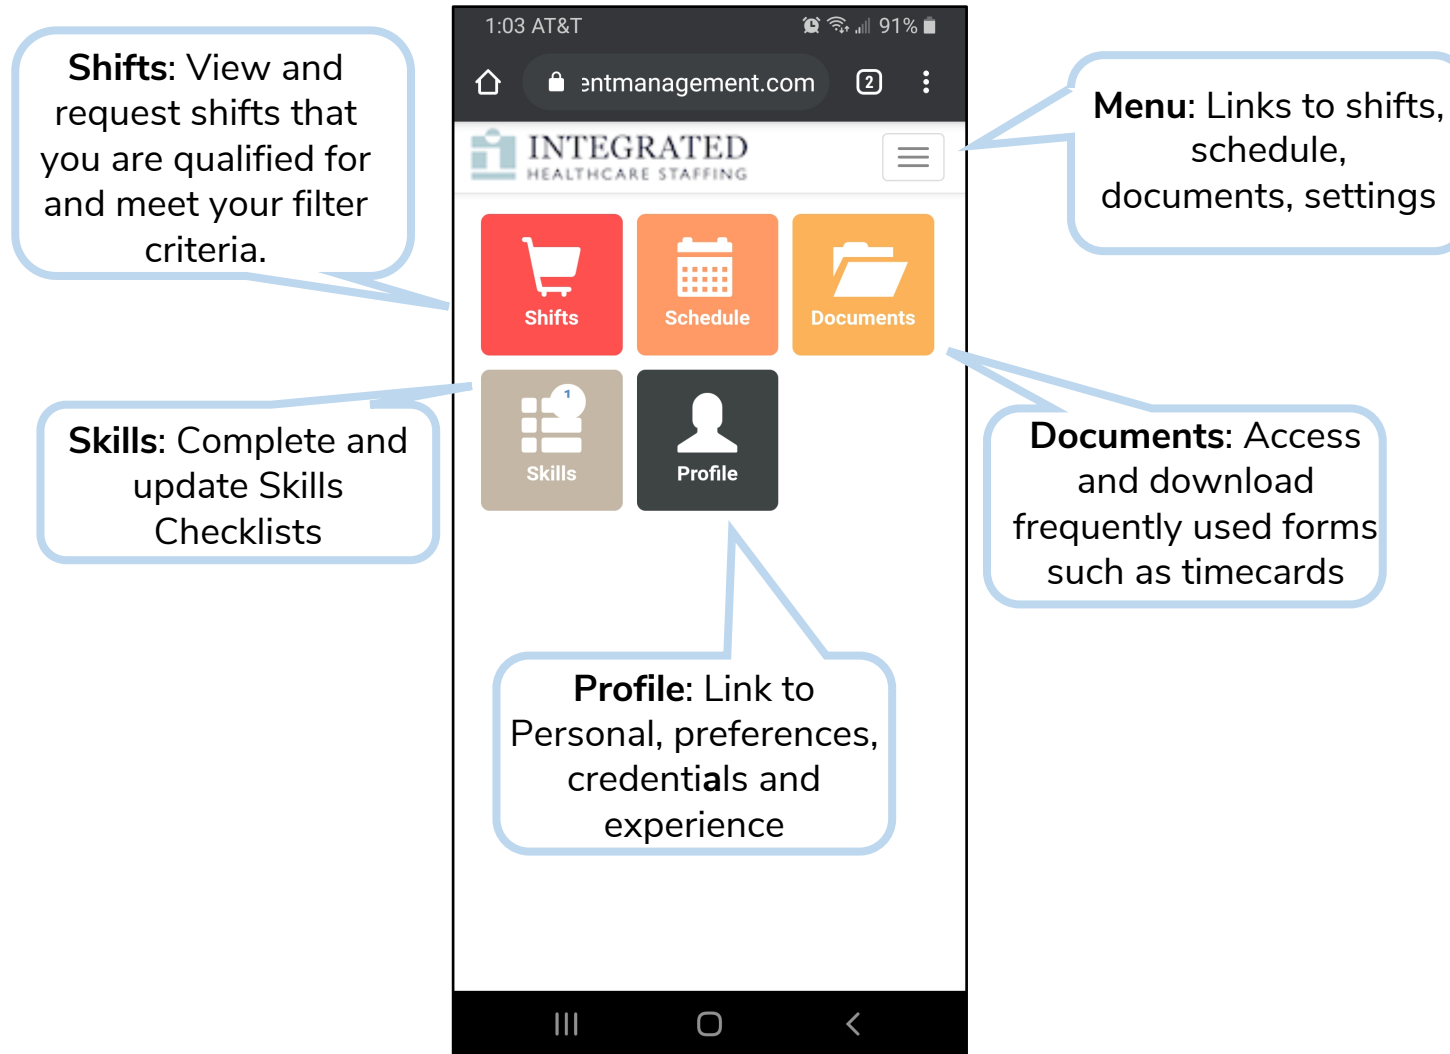 1:03 AT&T
91%
entmanagement.com
2
INTEGRATED
HEALTHCARE STAFFING
Shifts
Schedule
Documents
1
Skills
Profile
Shifts: View and
request shifts that
you are qualified for
and meet your filter
criteria.
Menu: Links to shifts,
schedule,
documents, settings
Skills: Complete and
update Skills
Checklists
Documents: Access
and download
frequently used forms
such as timecards
Profile: Link to
Personal, preferences,
credentials and
experience